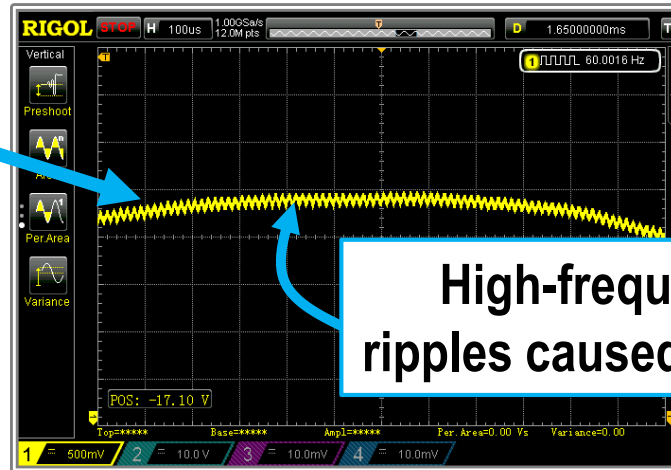 RIGOL STOP H 100us 1.00GSa/s 12.0M pts D 1.65000000ms T
Vertical
1 60.0016 Hz
Preshoot
Per.Area
Variance
High-frequ
ripples caused
POS: -17.10 V
Top=***** Base=***** Ampl=***** Per.Area=0.00 Vs Variance=0.00
1 = 500mV 2 = 10.0 V 3 = 10.0mV 4 = 10.0mV